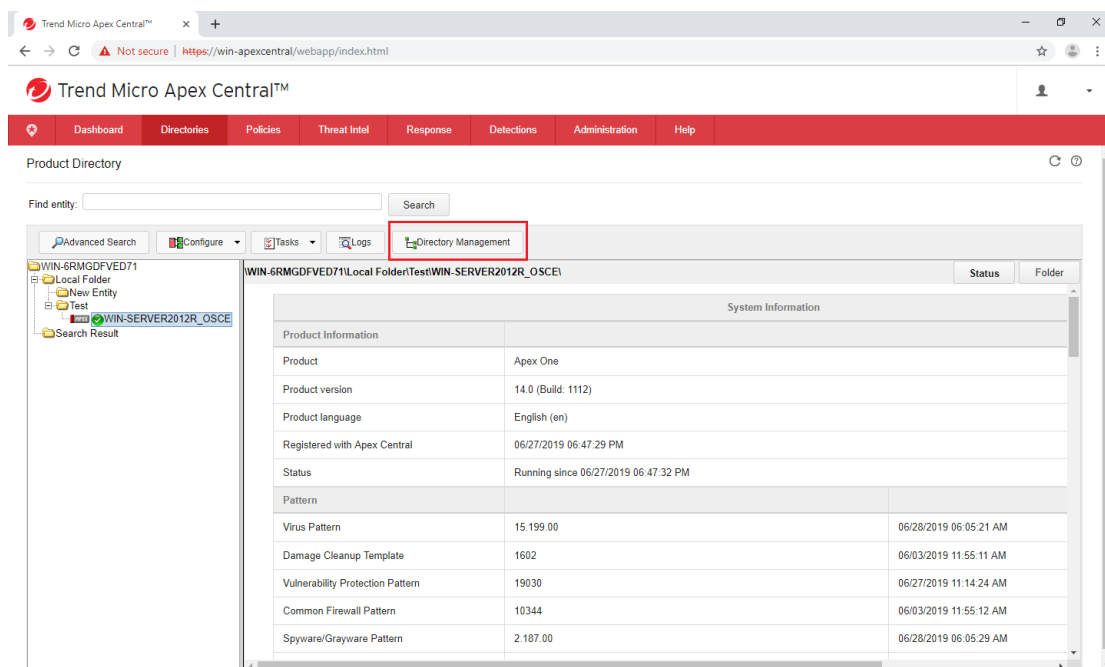 Trend Micro Apex Central™
Not secure | https://win-apexcentral/webapp/index.html
Trend Micro Apex Central™
Dashboard Directories Policies Threat Intel Response Detections Administration Help
Product Directory
Find entity: Search
Advanced Search Configure Tasks Logs Directory Management
WIN-6RMGDFVED71
Local Folder
New Entity
Test
WIN-SERVER2012R_OSCE
Search Result
\WIN-6RMGDFVED71\Local Folder\Test\WIN-SERVER2012R_OSCE\ Status Folder
System Information
Product Information
Product Apex One
Product version 14.0 (Build: 1112)
Product language English (en)
Registered with Apex Central 06/27/2019 06:47:29 PM
Status Running since 06/27/2019 06:47:32 PM
Pattern
Virus Pattern 15.199.00 06/28/2019 06:05:21 AM
Damage Cleanup Template 1602 06/03/2019 11:55:11 AM
Vulnerability Protection Pattern 19030 06/27/2019 11:14:24 AM
Common Firewall Pattern 10344 06/03/2019 11:55:12 AM
Spyware/Grayware Pattern 2.187.00 06/28/2019 06:05:29 AM